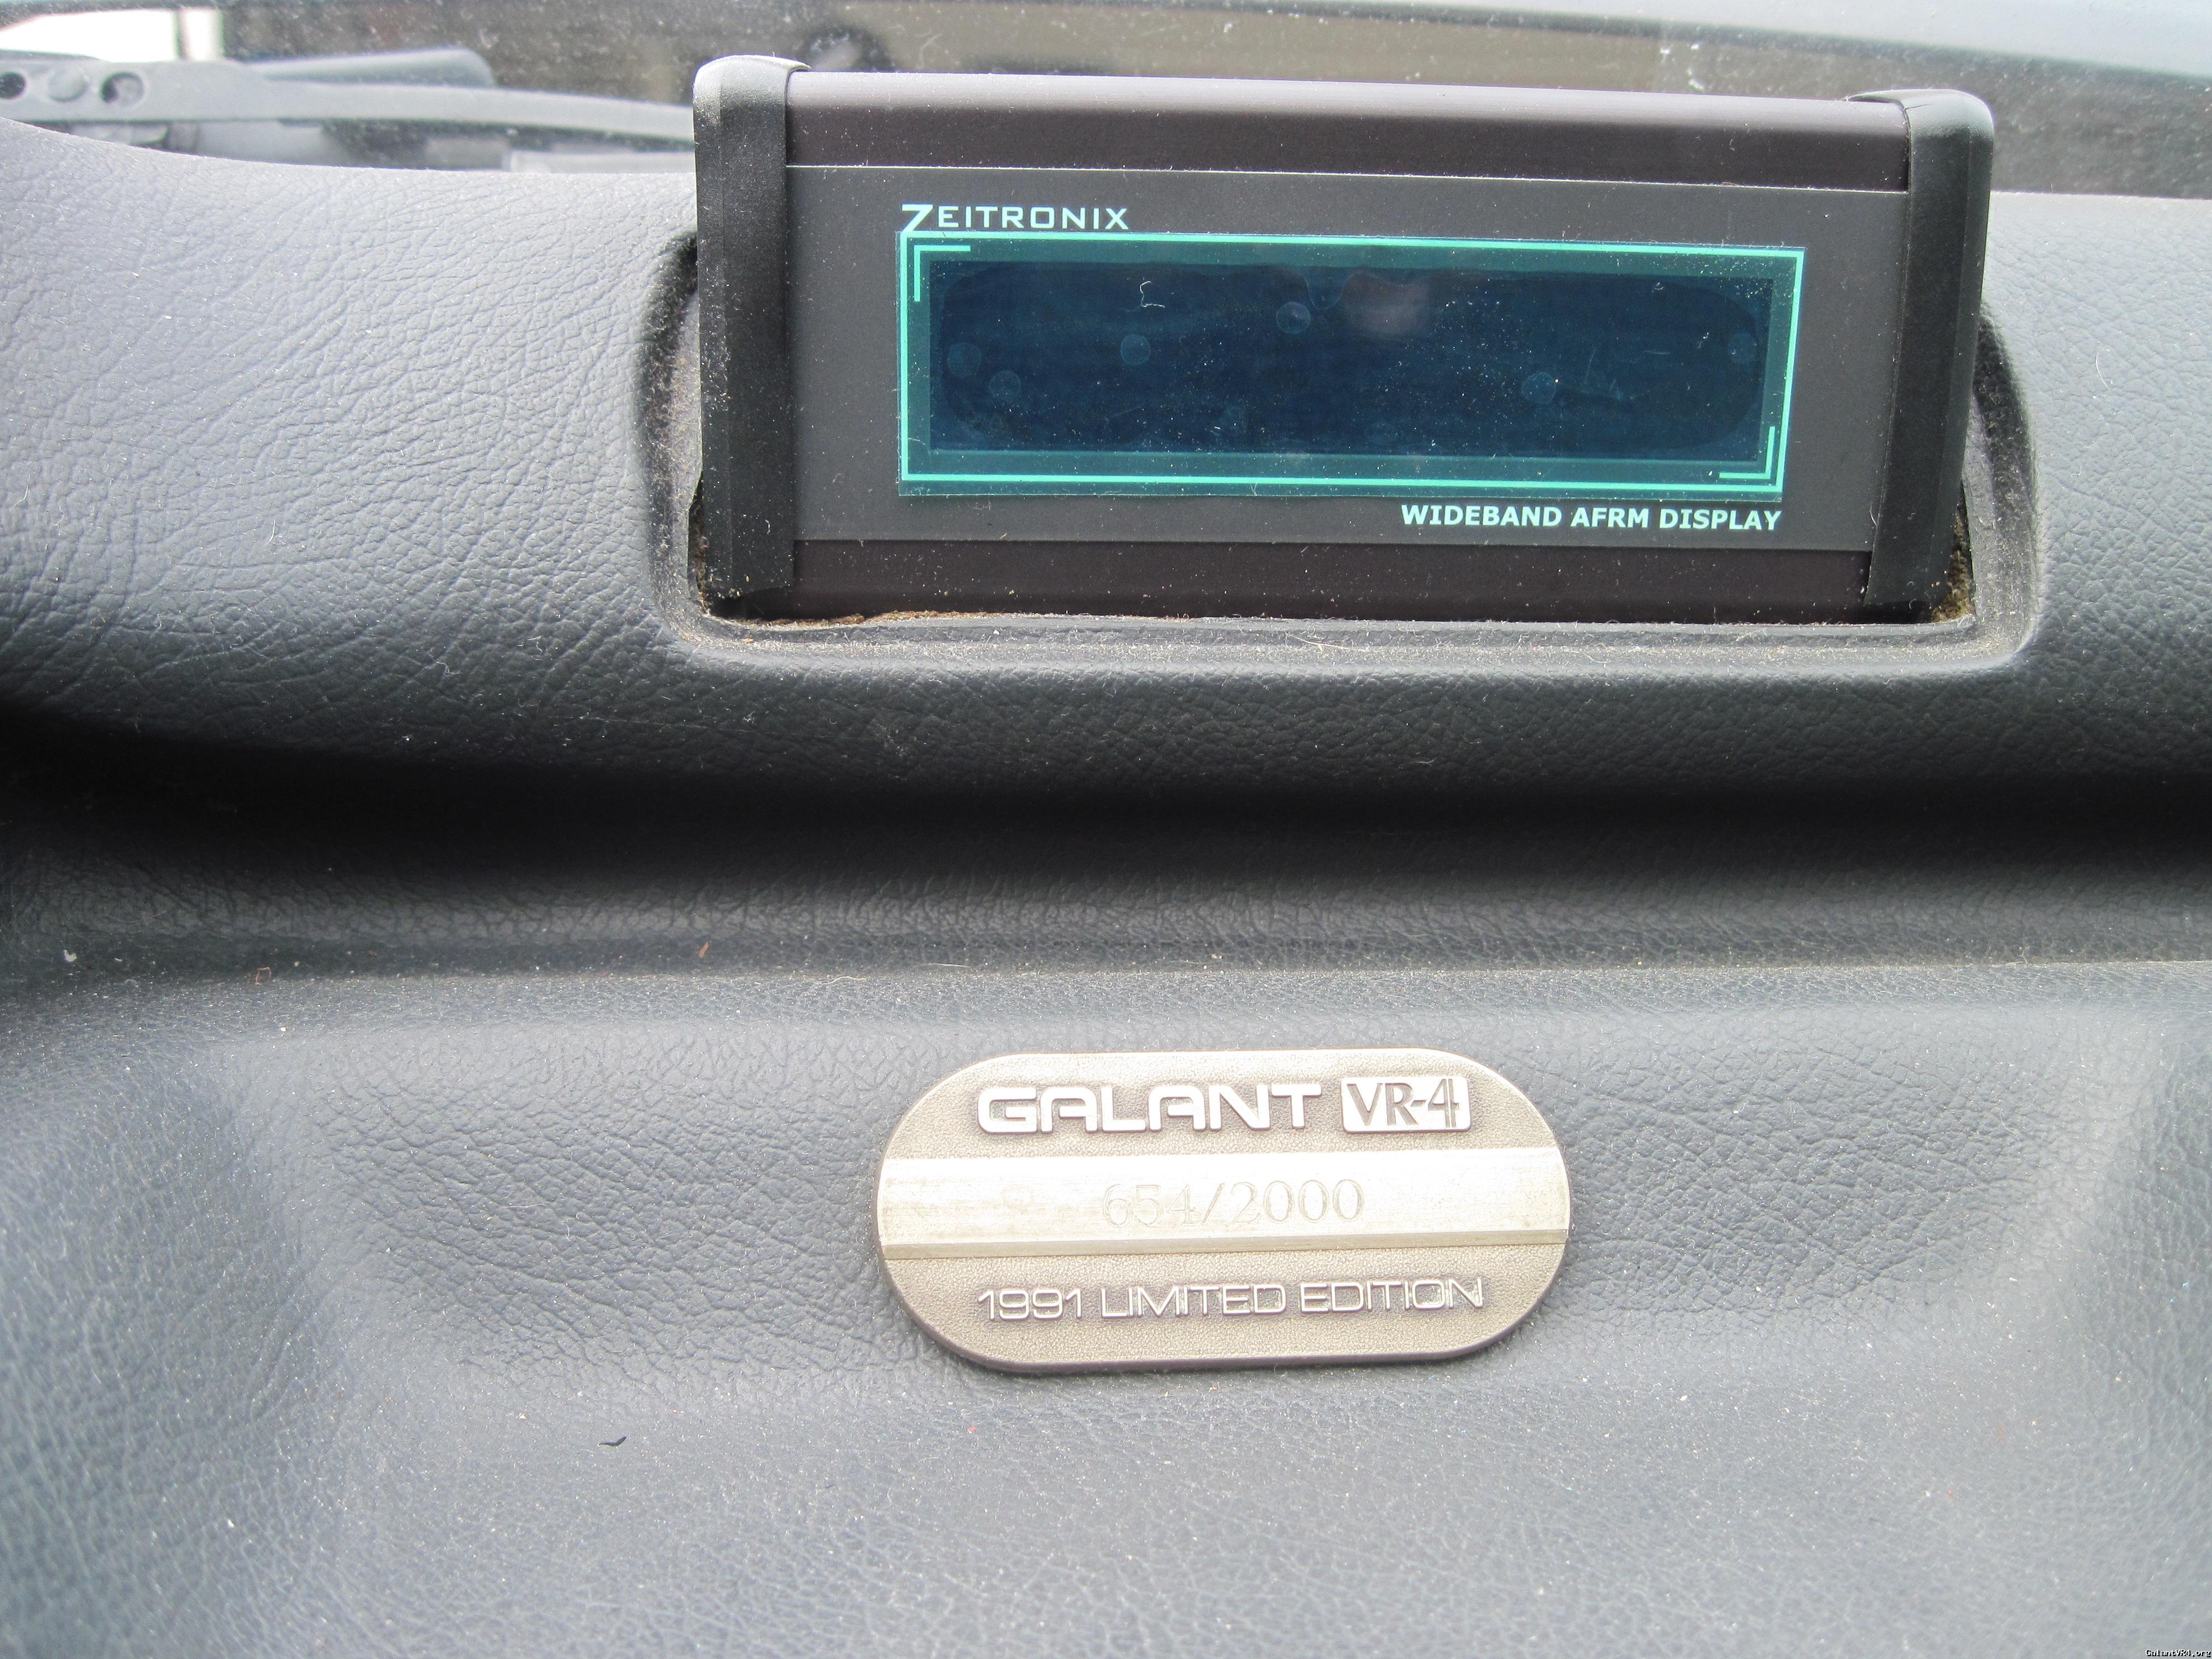 ZEITRONIX
WIDEBAND AFRM DISPLAY
GALANT VR-4
654/2000
1991 LIMITED EDITION
GalantVR4.org